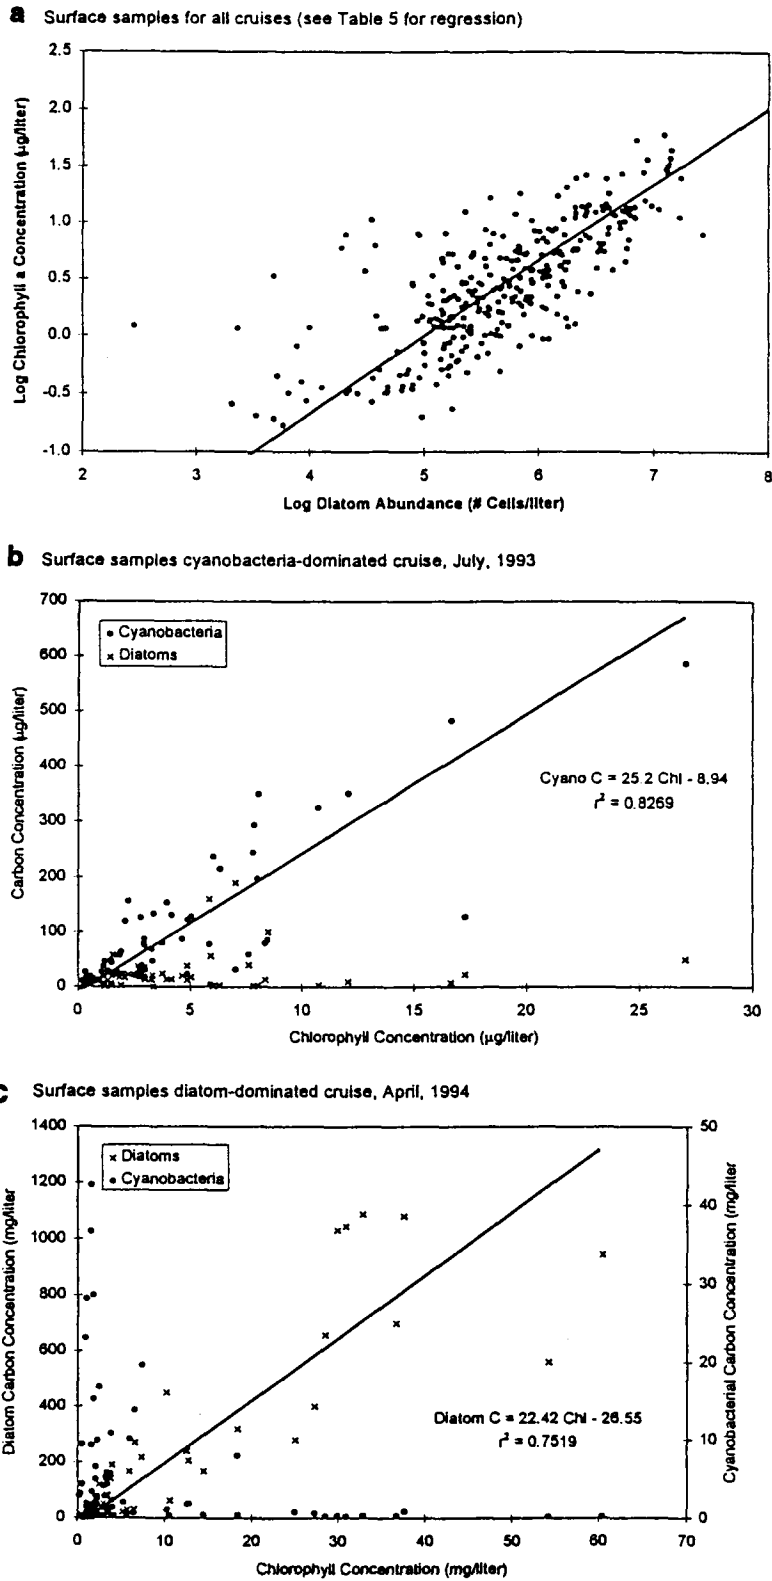 a Surface samples for all cruises (see Table 5 for regression)
2.5
2.0
1.5
1.0
0.5
0.0
-0.5
-1.0
Log Chlorophyll a Concentration (µg/liter)
2 3 4 5 6 7 8
Log Diatom Abundance (# Cells/liter)
b Surface samples cyanobacteria-dominated cruise, July, 1993
700
600
500
400
300
200
100
0
Carbon Concentration (µg/liter)
Cyanobacteria
Diatoms
Cyano C = 25.2 Chl - 8.94
r² = 0.8269
0 5 10 15 20 25 30
Chlorophyll Concentration (µg/liter)
c Surface samples diatom-dominated cruise, April, 1994
1400
1200
1000
800
600
400
200
0
Diatom Carbon Concentration (mg/liter
Diatoms
Cyanobacteria
Diatom C = 22.42 Chl - 26.55
r² = 0.7519
50
40
30
20
10
0
Cyanobacterial Carbon Concentration (mg/liter
0 10 20 30 40 50 60 70
Chlorophyll Concentration (mg/liter)